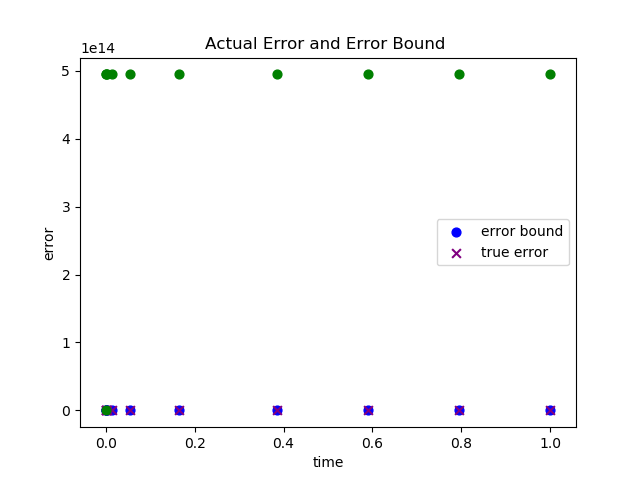 Actual Error and Error Bound
1e14
5
4
3
2
1
0
error
error bound
true error
0.0 0.2 0.4 0.6 0.8 1.0
time